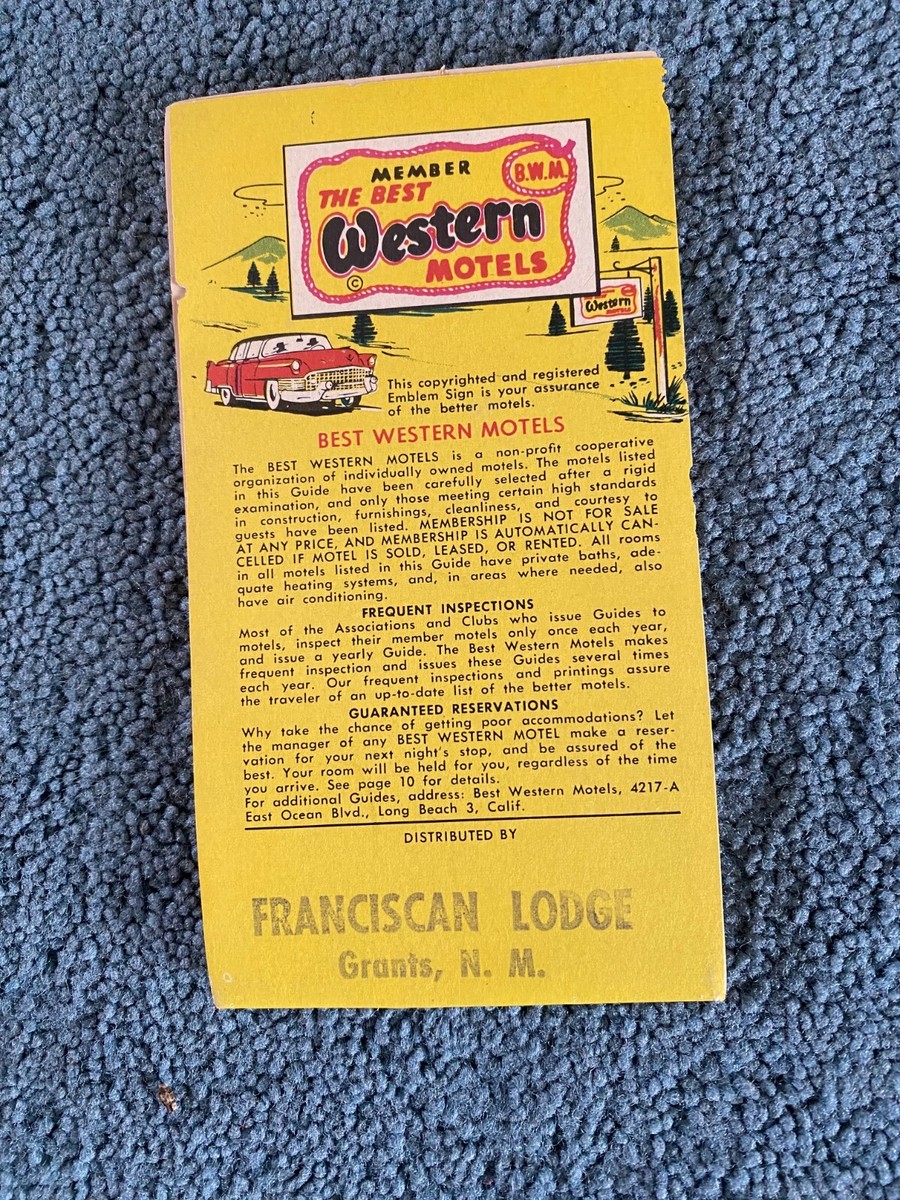 MEMBER
B.W.M.
THE BEST
Western
MOTELS
©
Western
MOTELS
This copyrighted and registered
Emblem Sign is your assurance
of the better motels.
BEST WESTERN MOTELS
The BEST WESTERN MOTELS is a non-profit cooperative
organization of individually owned motels. The motels listed
in this Guide have been carefully selected after a rigid
examination, and only those meeting certain high standards
in construction, furnishings, cleanliness, and courtesy to
guests have been listed. MEMBERSHIP IS NOT FOR SALE
AT ANY PRICE, AND MEMBERSHIP IS AUTOMATICALLY CAN-
CELLED IF MOTEL IS SOLD, LEASED, OR RENTED. All rooms
in all motels listed in this Guide have private baths, ade-
quate heating systems, and, in areas where needed, also
have air conditioning.
FREQUENT INSPECTIONS
Most of the Associations and Clubs who issue Guides to
motels, inspect their member motels only once each year,
and issue a yearly Guide. The Best Western Motels makes
frequent inspection and issues these Guides several times
each year. Our frequent inspections and printings assure
the traveler of an up-to-date list of the better motels.
GUARANTEED RESERVATIONS
Why take the chance of getting poor accommodations? Let
the manager of any BEST WESTERN MOTEL make a reser-
vation for your next night's stop, and be assured of the
best. Your room will be held for you, regardless of the time
you arrive. See page 10 for details.
For additional Guides, address: Best Western Motels, 4217-A
East Ocean Blvd., Long Beach 3, Calif.
DISTRIBUTED BY
FRANCISCAN LODGE
Grants, N. M.